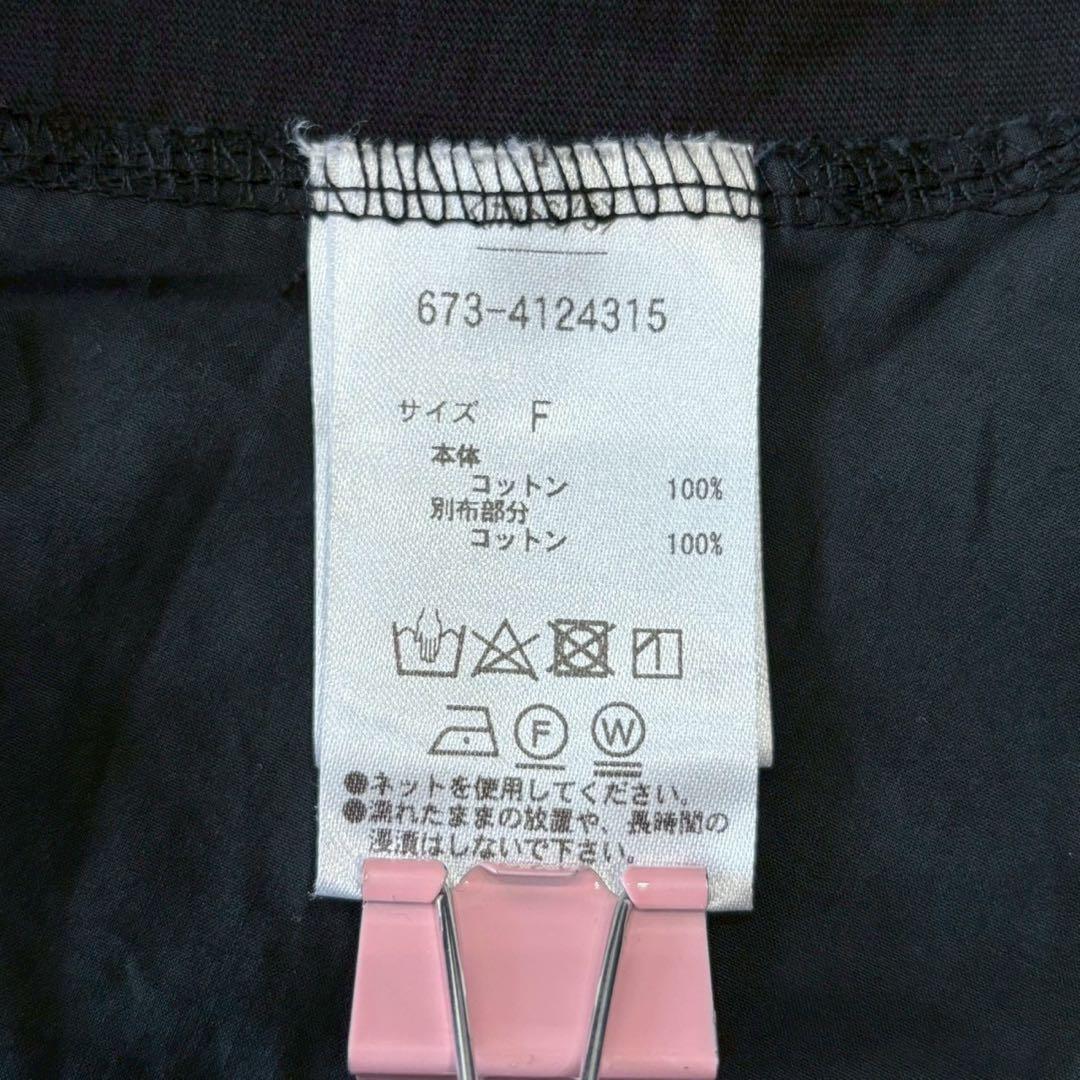 673-4124315
サイズ F
本体
コットン 100%
別布部分
コットン 100%
F
W
●ネットを使用してください。
●濡れたままの放置や、長時間の
浸漬はしないで下さい。